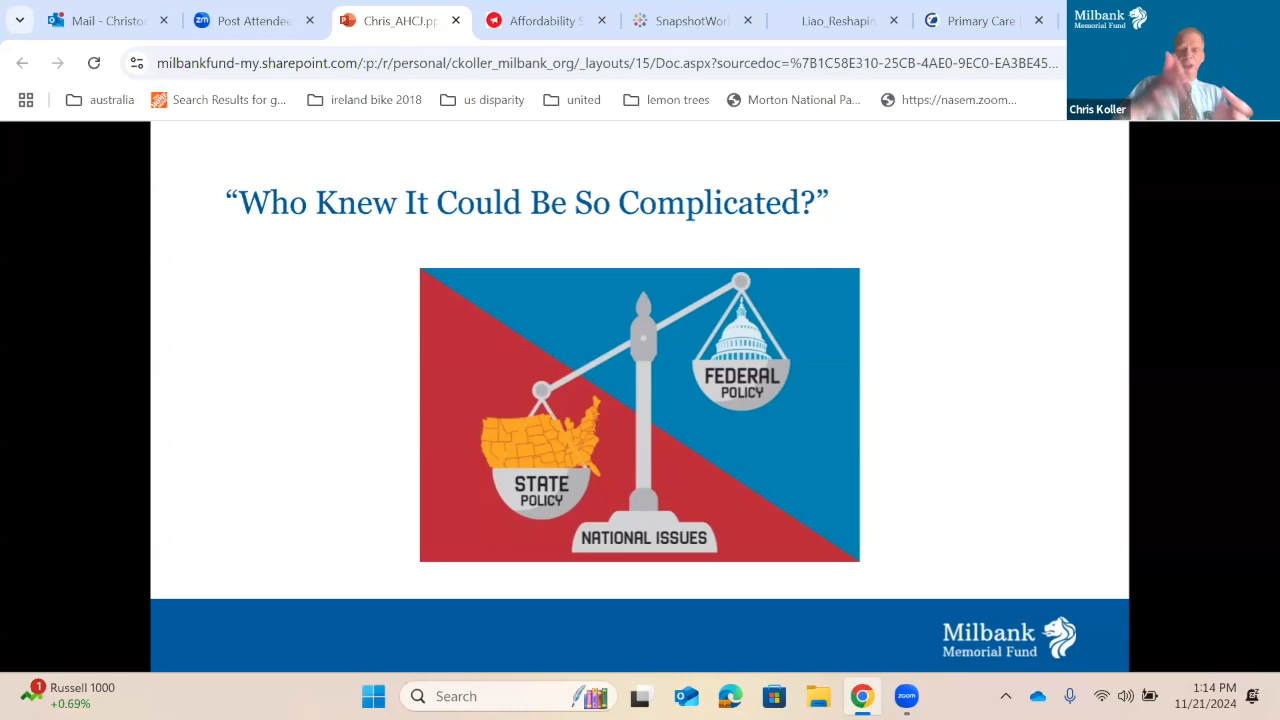 Mail - Christo
Post Attendee
Chris_AHCJ.pp
Affordability S
SnapshotWor
Liao_Reshapin
Primary Care
milbankfund-my.sharepoint.com/:p:/r/personal/ckoller_milbank_org/_layouts/15/Doc.aspx?sourcedoc=%7B1C58E310-25CB-4AE0-9EC0-EA3BE45...
australia
Search Results for g...
ireland bike 2018
us disparity
united
lemon trees
Morton National Pa...
https://nasem.zoom...
Milbank
Memorial Fund
Chris Koller
“Who Knew It Could Be So Complicated?”
FEDERAL
POLICY
STATE
POLICY
NATIONAL ISSUES
Milbank
Memorial Fund
1
Russell 1000
+0.69%
Search
zoom
1:14 PM
11/21/2024